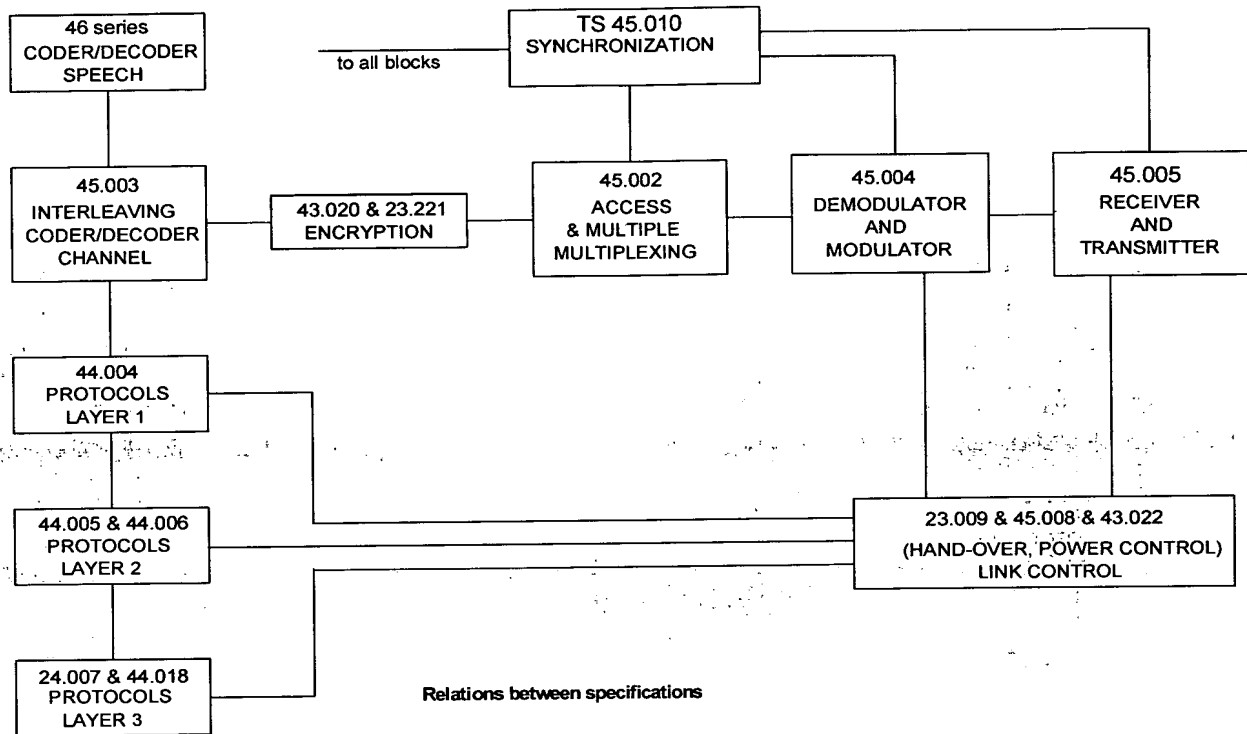 46 series
CODER/DECODER
SPEECH
TS 45.010
SYNCHRONIZATION
to all blocks
45.003
INTERLEAVING
CODER/DECODER
CHANNEL
43.020 & 23.221
ENCRYPTION
45.002
ACCESS
& MULTIPLE
MULTIPLEXING
45.004
DEMODULATOR
AND
MODULATOR
45.005
RECEIVER
AND
TRANSMITTER
44.004
PROTOCOLS
LAYER 1
44.005 & 44.006
PROTOCOLS
LAYER 2
23.009 & 45.008 & 43.022
(HAND-OVER, POWER CONTROL)
LINK CONTROL
24.007 & 44.018
PROTOCOLS
LAYER 3
Relations between specifications